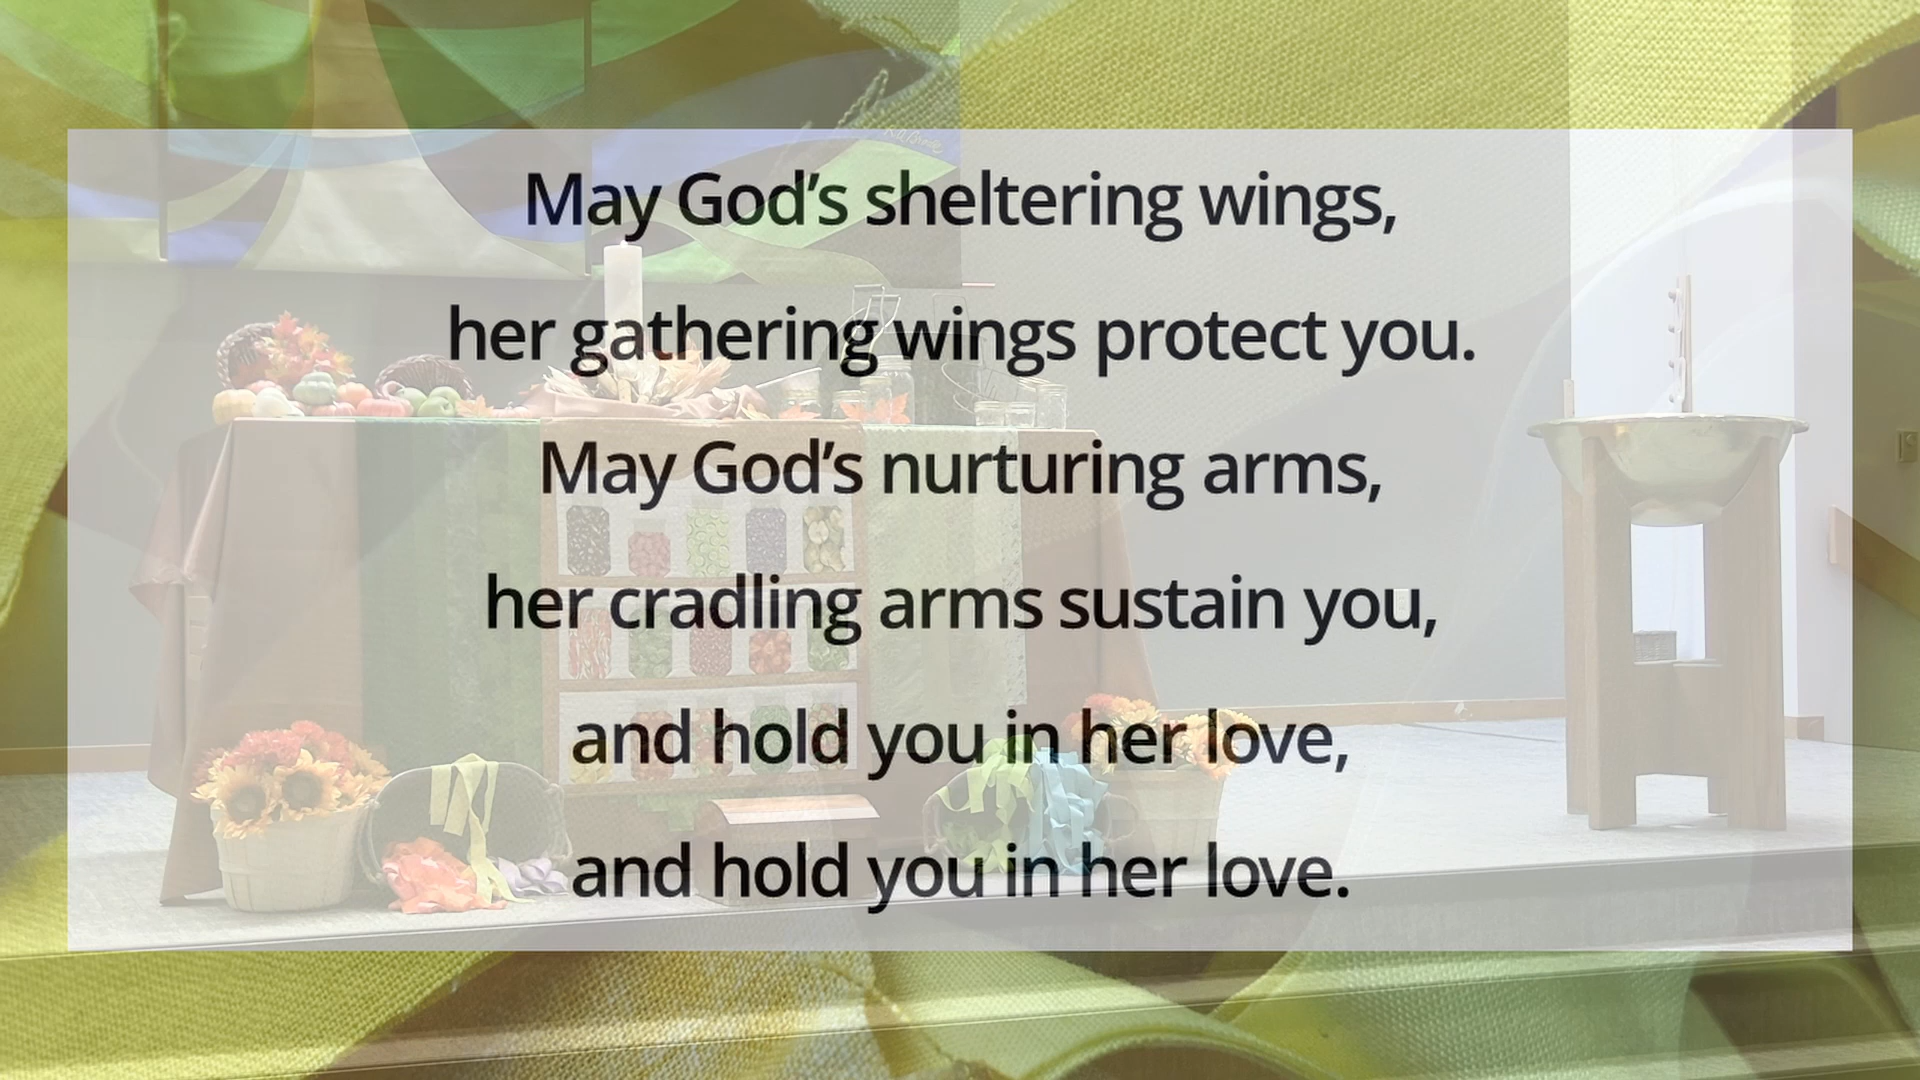 May God’s sheltering wings,
her gathering wings protect you.
May God’s nurturing arms,
her cradling arms sustain you,
and hold you in her love,
and hold you in her love.